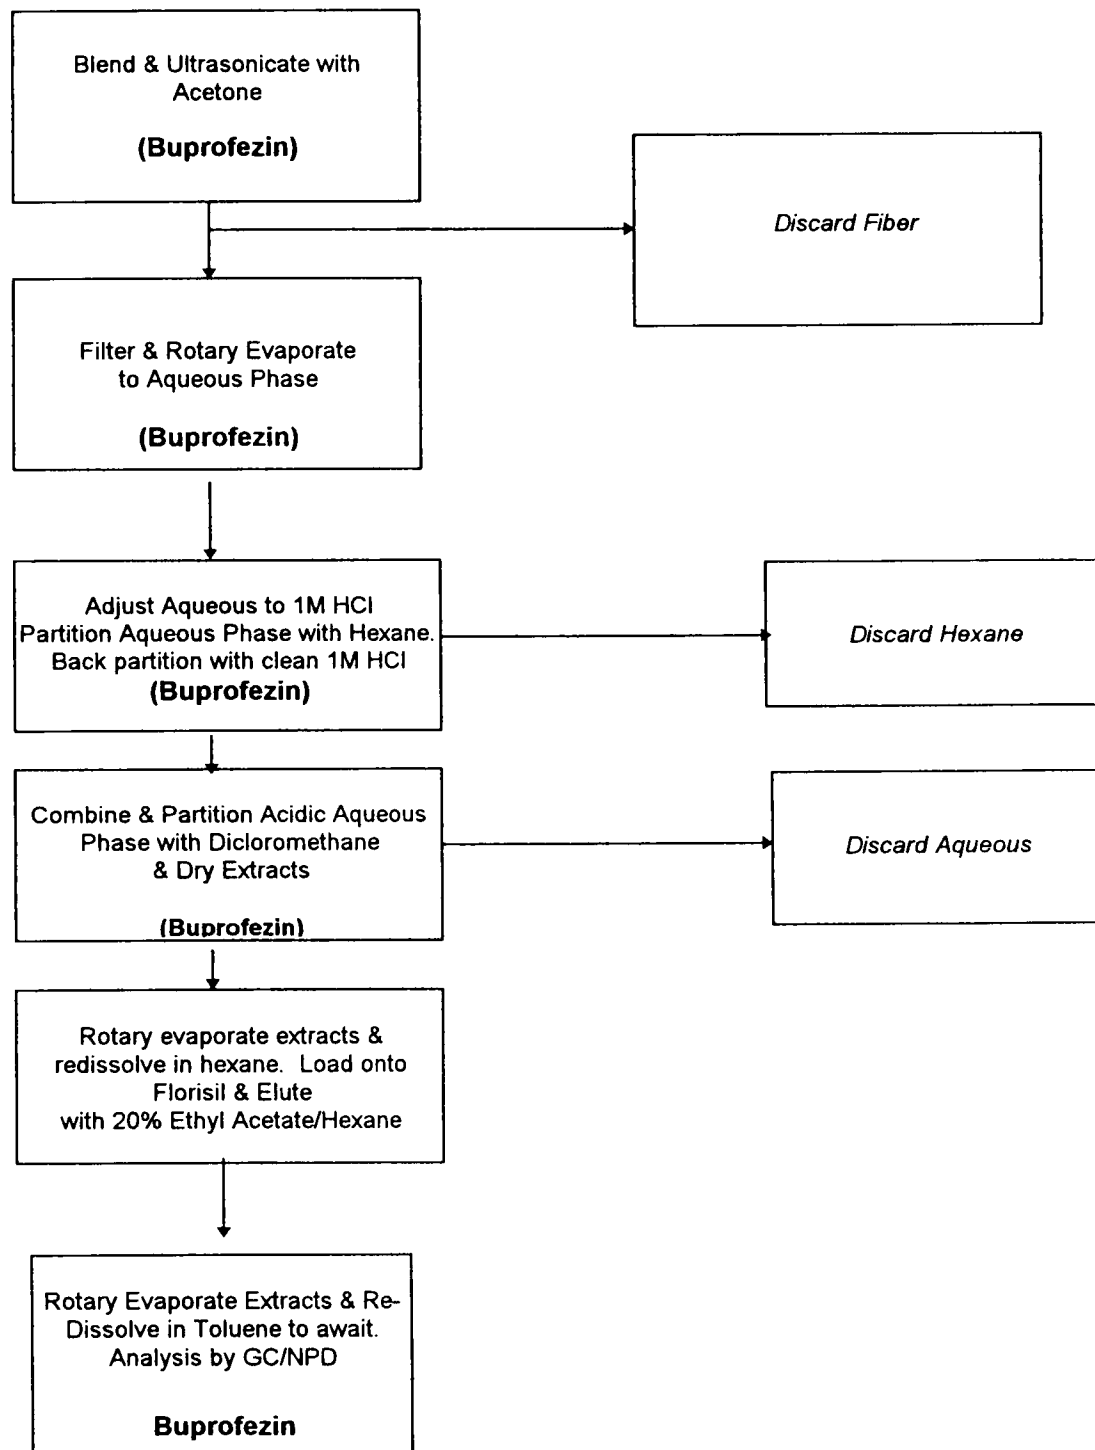 Blend & Ultrasonicate with
Acetone
(Buprofezin)
Discard Fiber
Filter & Rotary Evaporate
to Aqueous Phase
(Buprofezin)
Adjust Aqueous to 1M HCl
Partition Aqueous Phase with Hexane.
Back partition with clean 1M HCl
(Buprofezin)
Discard Hexane
Combine & Partition Acidic Aqueous
Phase with Dicloromethane
& Dry Extracts
(Buprofezin)
Discard Aqueous
Rotary evaporate extracts &
redissolve in hexane. Load onto
Florisil & Elute
with 20% Ethyl Acetate/Hexane
Rotary Evaporate Extracts & Re-
Dissolve in Toluene to await.
Analysis by GC/NPD
Buprofezin